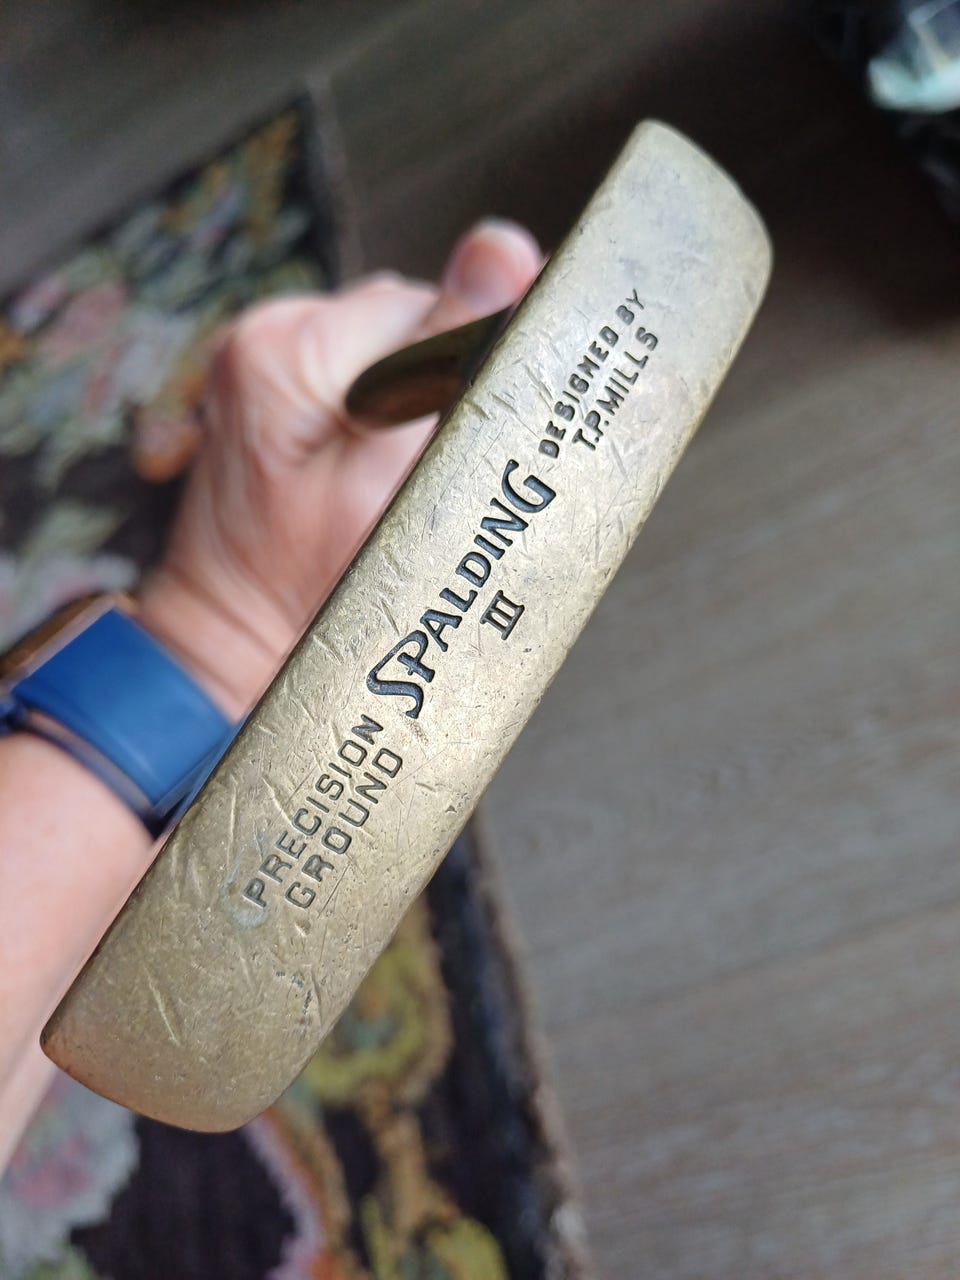 PRECISION
GROUND
SPALDING
III
DESIGNED BY
T.P.MILLS